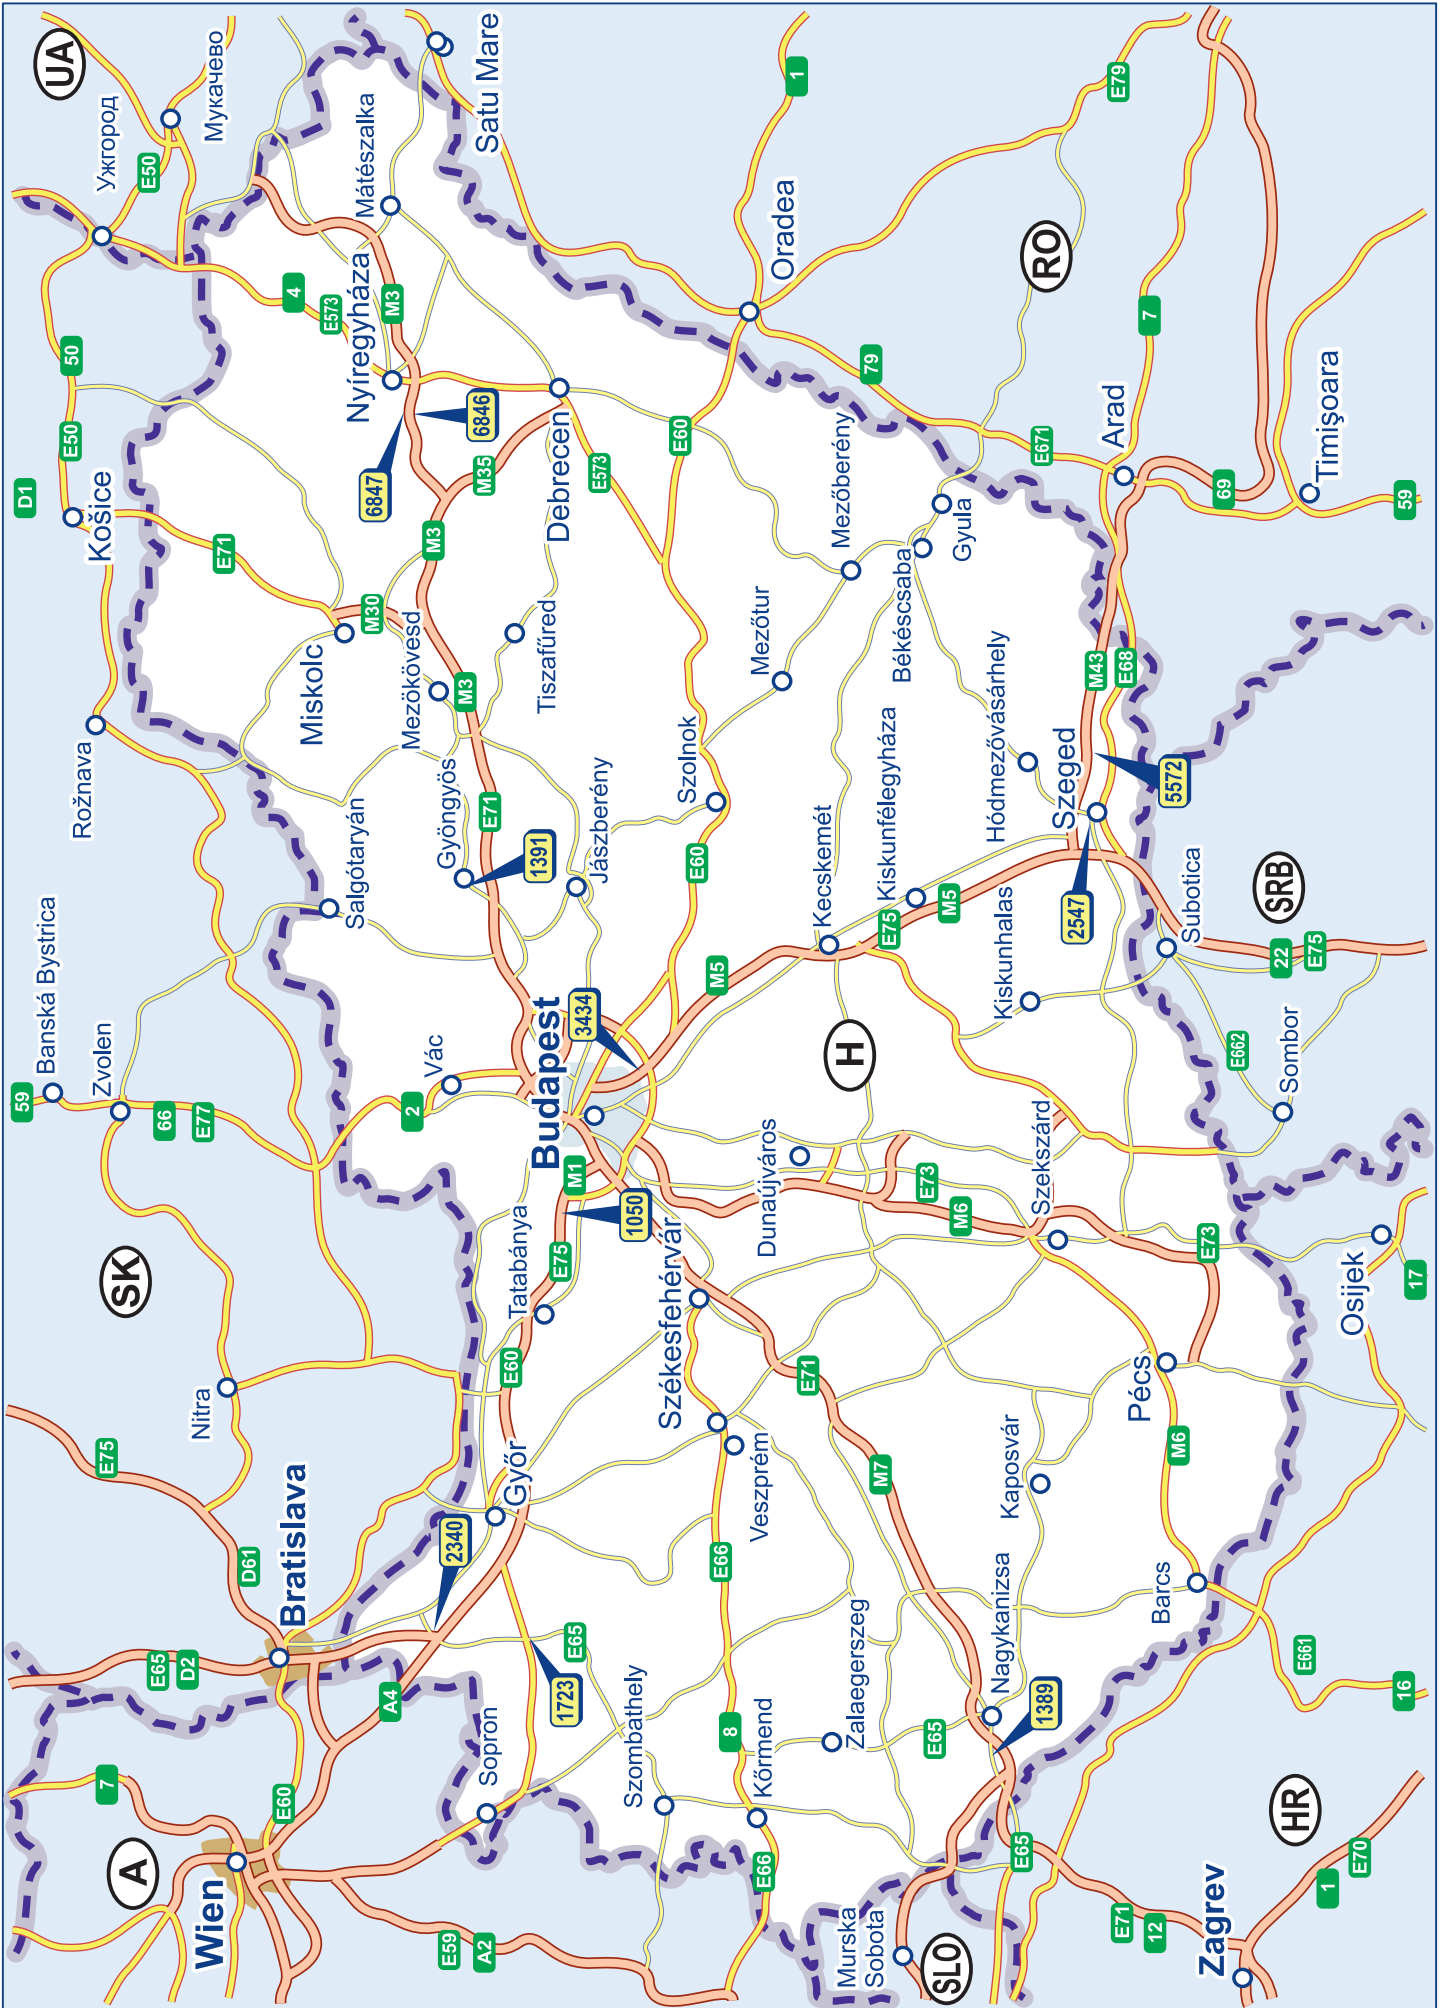 UA
Ужгород
Мукачево
E50
Satu Mare
1
E79
Mátészalka
4
E573
Nyíregyháza
M3
Oradea
RO
7
50
E50
D1
Košice
E71
6847
6846
M35
Debrecen
E573
E60
79
E671
Arad
69
Timişoara
59
M3
M30
Miskolc
Mezökövesd
M3
Tiszafüred
Mezőberény
Gyula
Békéscsaba
Mezőtur
Hódmezővásárhely
M43
E68
Rožnava
Salgótaryán
Gyöngyös
E71
1391
Jászberény
Szolnok
E60
Kecskemét
Kiskunfélegyháza
E75
M5
Szeged
5572
2547
Kiskunhalas
Subotica
SRB
22
E75
Banská Bystrica
59
Zvolen
66
E77
2
Vác
Budapest
3434
M5
H
E662
Sombor
SK
M1
1050
Tatabánya
E75
E60
Székesfehérvár
Dunaújváros
E73
M6
Szekszárd
E73
Osijek
17
Nitra
E75
D61
Bratislava
2340
Győr
Veszprém
E71
M7
Kaposvár
Pécs
M6
Barcs
E661
16
E65
D2
A4
E65
1723
E66
Szombathely
8
Kőrmend
Zalaegerszeg
E65
Nagykanizsa
1389
Sopron
7
E60
A
Wien
E59
A2
E66
Murska
Sobota
SLO
E65
E71
12
Zagrev
HR
1
E70